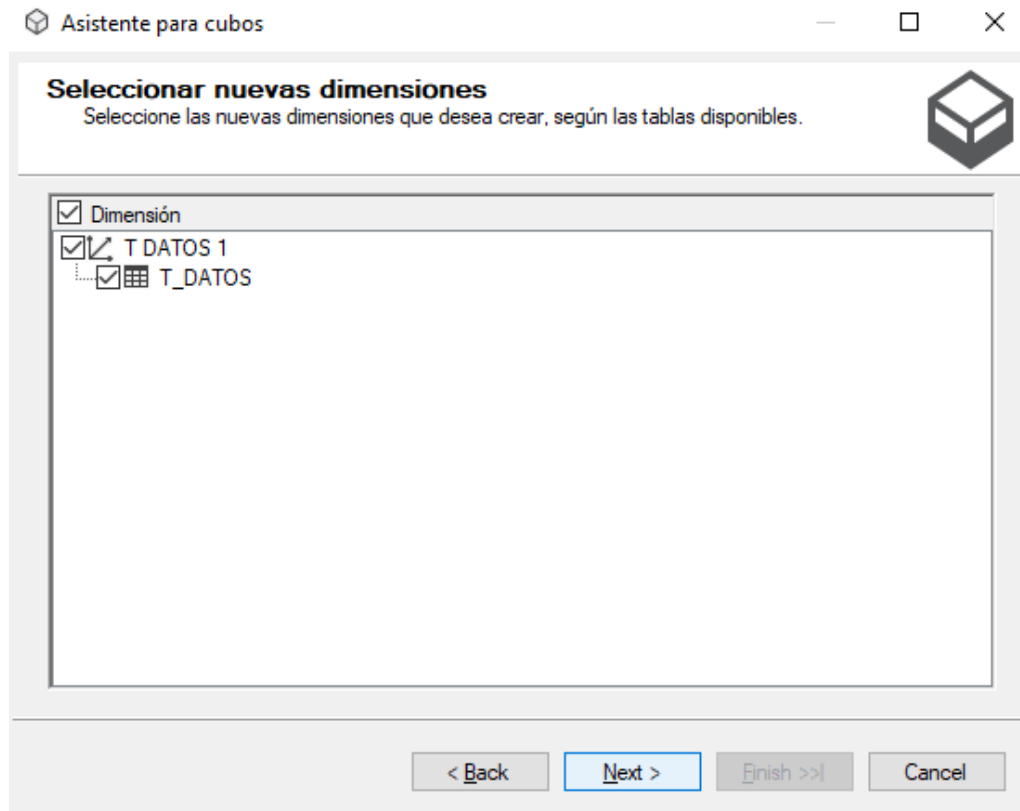 Asistente para cubos
Seleccionar nuevas dimensiones
Seleccione las nuevas dimensiones que desea crear, según las tablas disponibles.
Dimensión
T DATOS 1
T_DATOS
< Back
Next >
Finish >>|
Cancel